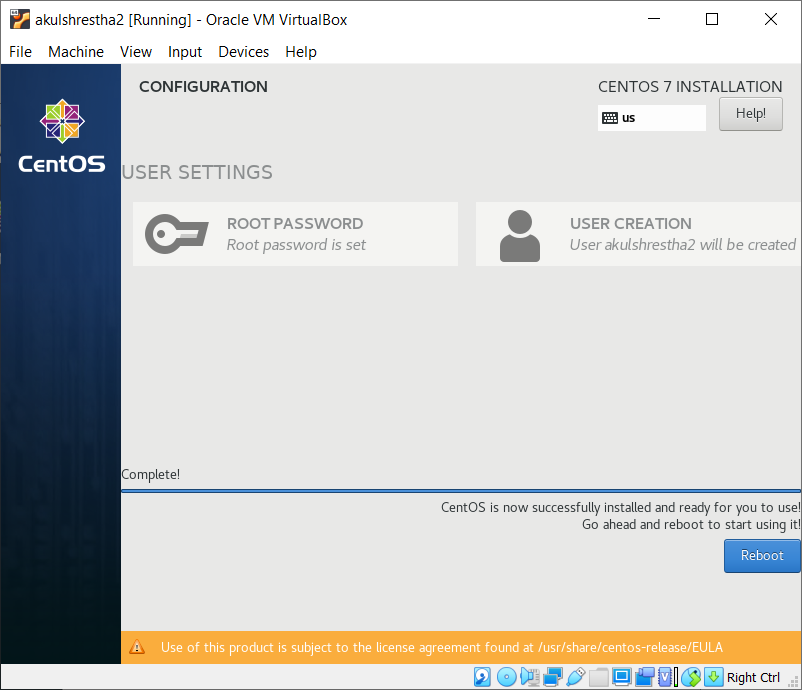 akulshrestha2 [Running] - Oracle VM VirtualBox
File Machine View Input Devices Help
CentOS
CONFIGURATION
CENTOS 7 INSTALLATION
us
Help!
USER SETTINGS
ROOT PASSWORD
Root password is set
USER CREATION
User akulshrestha2 will be created
Complete!
CentOS is now successfully installed and ready for you to use!
Go ahead and reboot to start using it!
Reboot
Use of this product is subject to the license agreement found at /usr/share/centos-release/EULA
Right Ctrl